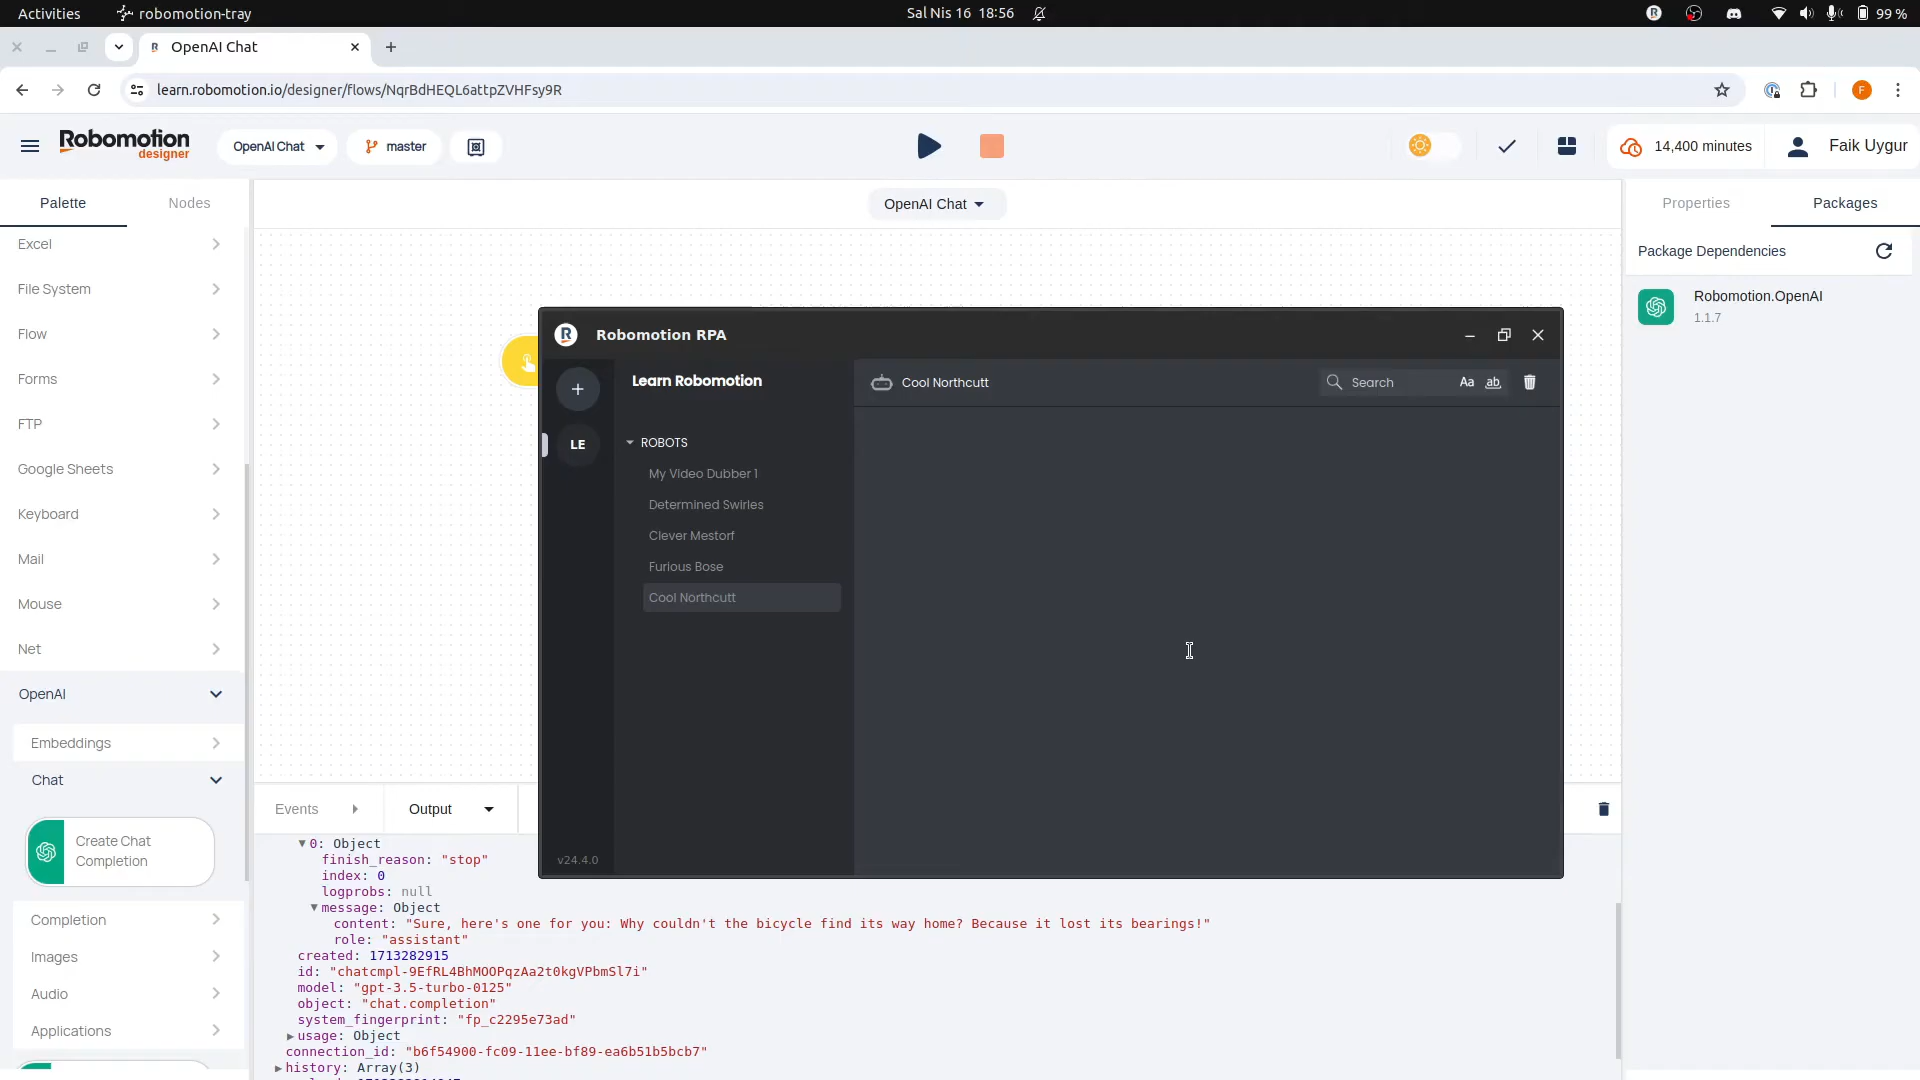 Activities
robomotion-tray
Sal Nis 16 18:56
99 %
OpenAI Chat
learn.robomotion.io/designer/flows/NqrBdHEQL6attpZVHFsy9R
F
Robomotion
designer
OpenAI Chat
master
14,400 minutes
Faik Uygur
Palette
Nodes
Excel
File System
Flow
Forms
FTP
Google Sheets
Keyboard
Mail
Mouse
Net
OpenAI
Embeddings
Chat
Create Chat
Completion
Completion
Images
Audio
Applications
OpenAI Chat
Properties
Packages
Package Dependencies
Robomotion.OpenAI
1.1.7
R
Robomotion RPA
LE
v24.4.0
Learn Robomotion
ROBOTS
My Video Dubber 1
Determined Swirles
Clever Mestorf
Furious Bose
Cool Northcutt
Cool Northcutt
Search
Aa
ab
Events
Output
0: Object
finish_reason: "stop"
index: 0
logprobs: null
message: Object
content: "Sure, here's one for you: Why couldn't the bicycle find its way home? Because it lost its bearings!"
role: "assistant"
created: 1713282915
id: "chatcmpl-9EfRL4BhMOOPqzAa2t0kgVPbmSl7i"
model: "gpt-3.5-turbo-0125"
object: "chat.completion"
system_fingerprint: "fp_c2295e73ad"
usage: Object
connection_id: "b6f54900-fc09-11ee-bf89-ea6b51b5bcb7"
history: Array(3)